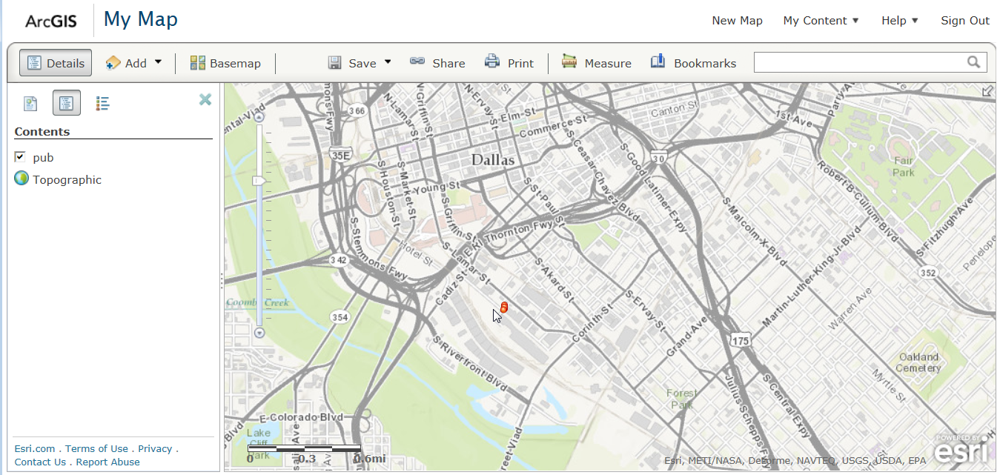 ArcGIS My Map New Map My Content Help Sign Out
Details Add Basemap Save Share Print Measure Bookmarks
Contents
pub
Topographic
Esri.com . Terms of Use . Privacy .
Contact Us . Report Abuse
366
Elm-St
Commerce-St
Canton St
1st-Ave
Parry-Av
N-Lamar-St
N-Griffin-St
N-Ervay-St
35E
Dallas
30
Fair
Park
Young-St
S-Houston-St
S-Market-St
S-Griffin-St
S-St-Paul-St
S-Ceasar-Chavez-Blvd
S-Good-Latimer-Expy
S-Malcolm-X-Blvd
Robert-B-Cullum-Blvd
S-Fitzhugh-Ave
Penelope
S-Stemmons-Fwy
Hotel-St
Thornton-Fwy
342
S-Lamar-St
Cadiz-St
S-Akard-St
S-Ervay-St
Martin-Luther-King-Jr-Blvd
352
Creek
354
Corinth-St
Grand-Ave
Warren Ave
175
S-Riverfront-Blvd
Oakland
Cemetery
Myrtle St
Forest
Park
Julius-Schepps-Fwy
S-Central-Expy
E-Colorado-Blvd
Lake
Cliff
Park
0 0.3 0.6mi
Esri, METI/NASA, DeLorme, NAVTEQ, USGS, USDA, EPA
POWERED BY
esri